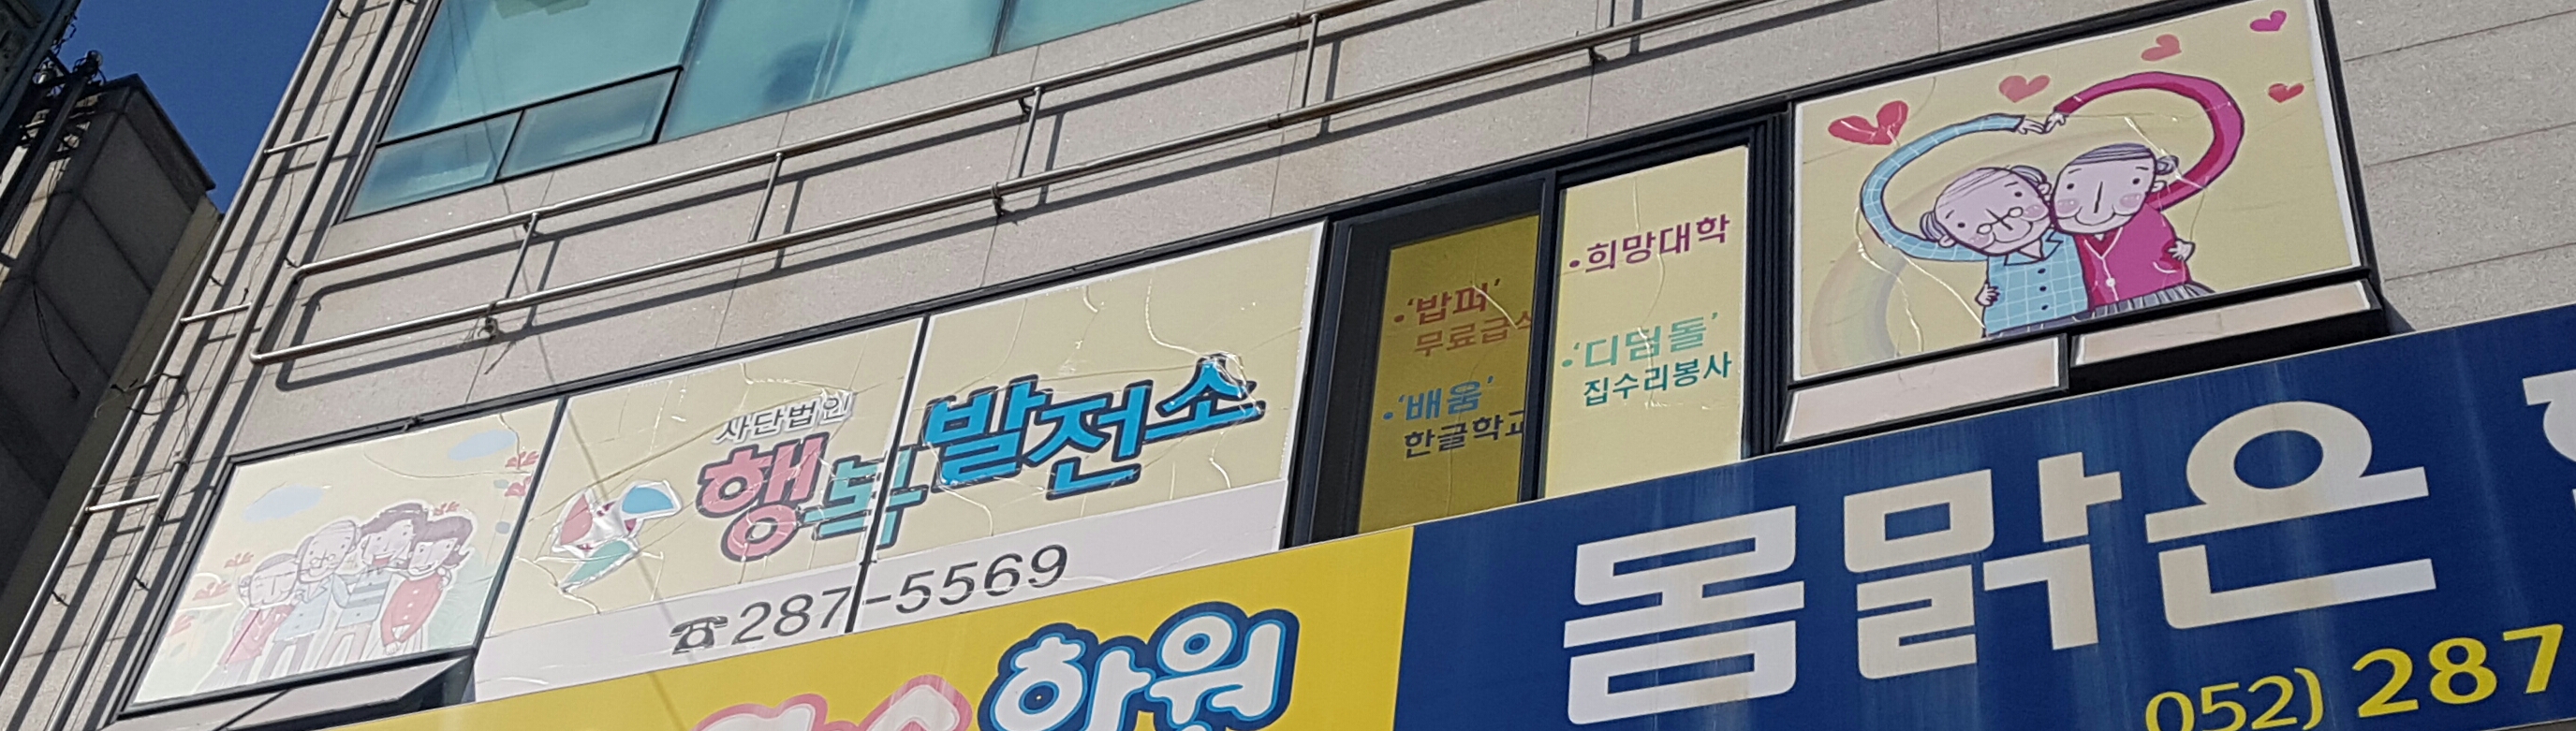 사단법인
행복발전소
☎287-5569
•'밥퍼'
무료급
•'배움'
한글학교
•희망대학
•'디딤돌'
집수리봉사
학원
몸맑은
052) 287